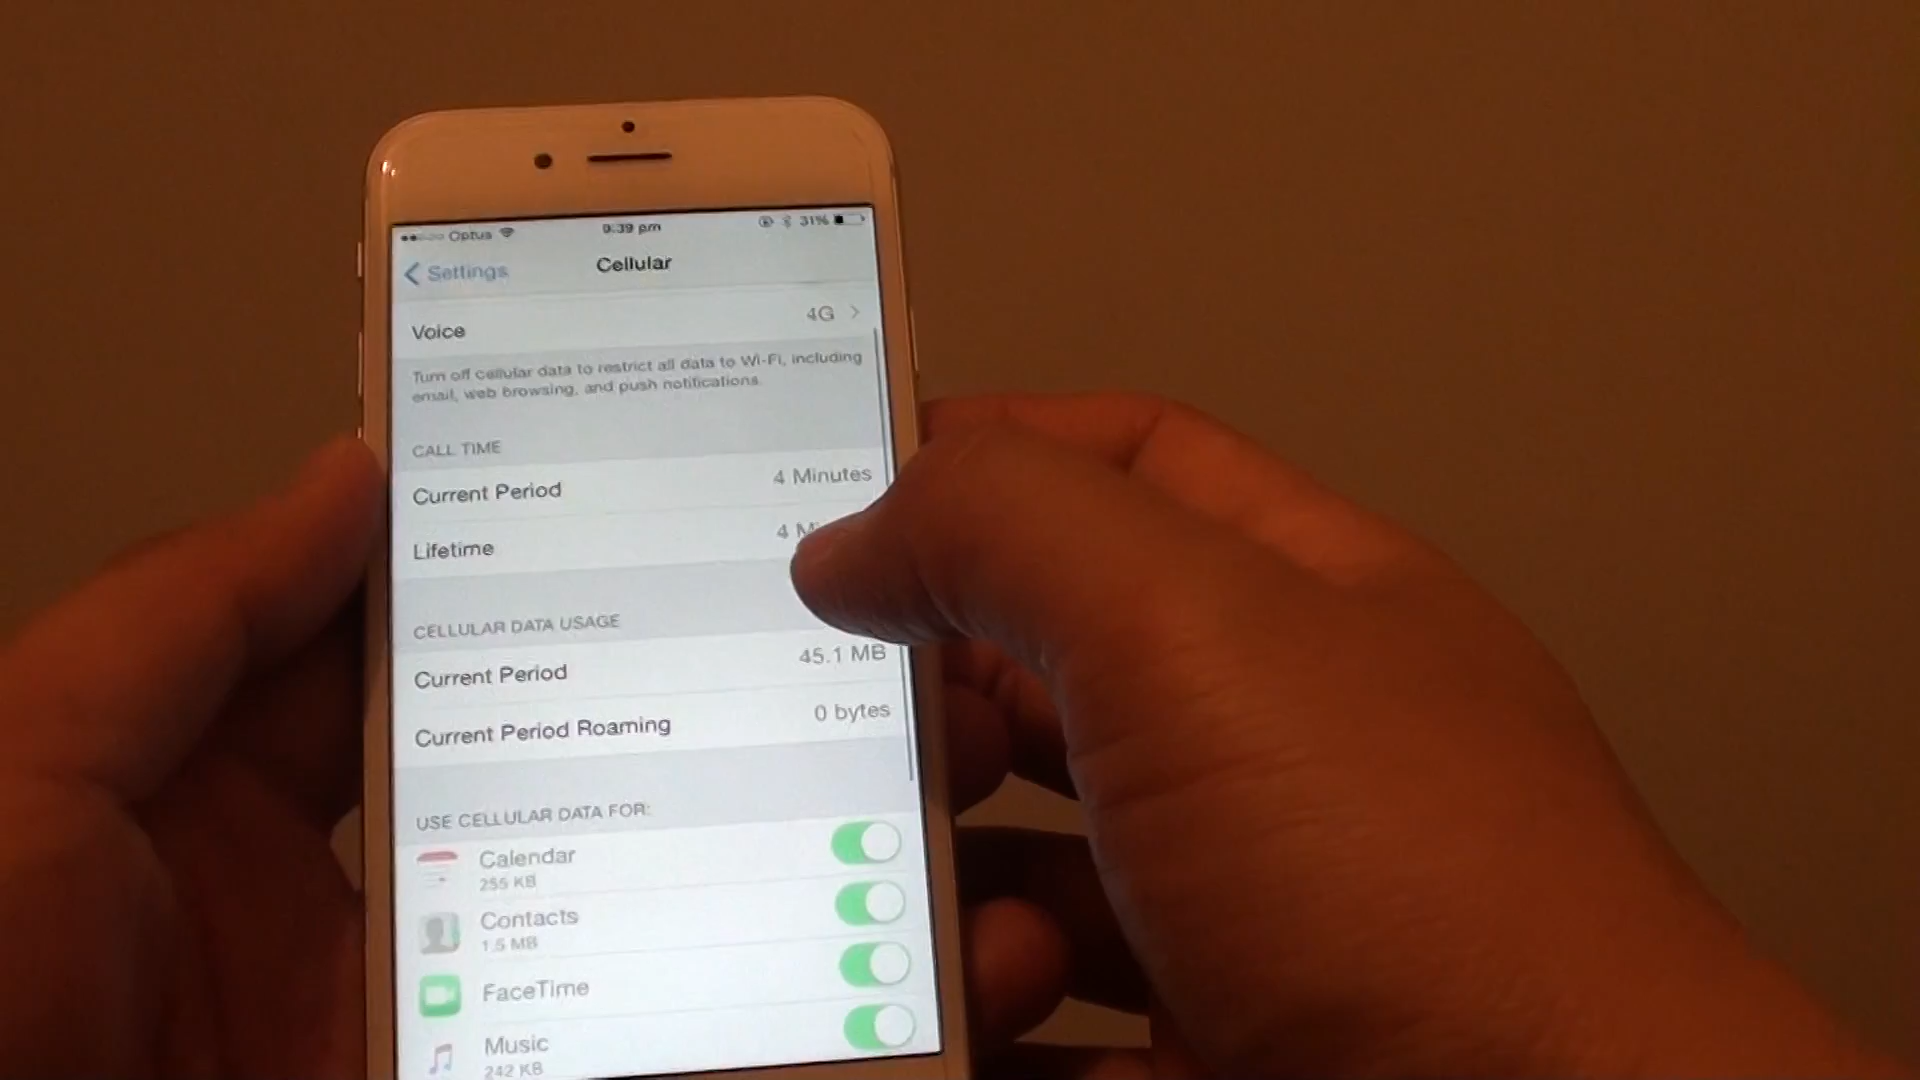 Optus 9:39 pm 31%
Settings Cellular
Voice 4G
Turn off cellular data to restrict all data to Wi-Fi, including
email, web browsing, and push notifications.
CALL TIME
Current Period 4 Minutes
Lifetime 4 M
CELLULAR DATA USAGE
Current Period 45.1 MB
Current Period Roaming 0 bytes
USE CELLULAR DATA FOR:
Calendar
255 KB
Contacts
1.5 MB
FaceTime
Music
242 KB